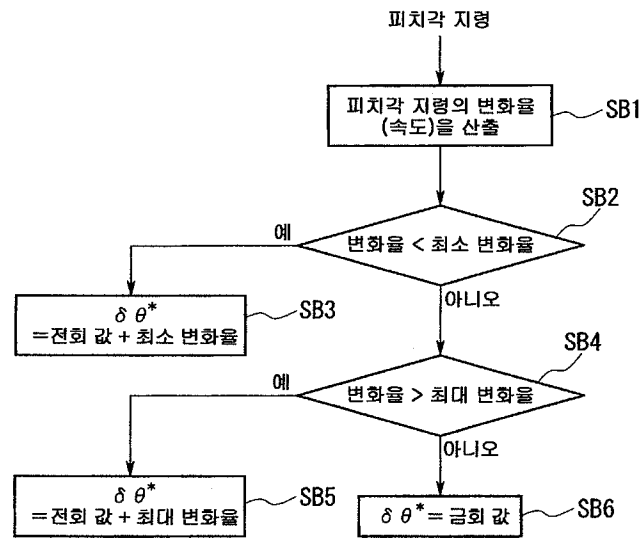 피치각 지령
피치각 지령의 변화율
(속도)을 산출
SB1
SB2
변화율 < 최소 변화율
예
아니오
δ θ*
=전회 값 + 최소 변화율
SB3
SB4
변화율 > 최대 변화율
예
아니오
δ θ*
=전회 값 + 최대 변화율
SB5
δ θ* = 금회 값
SB6